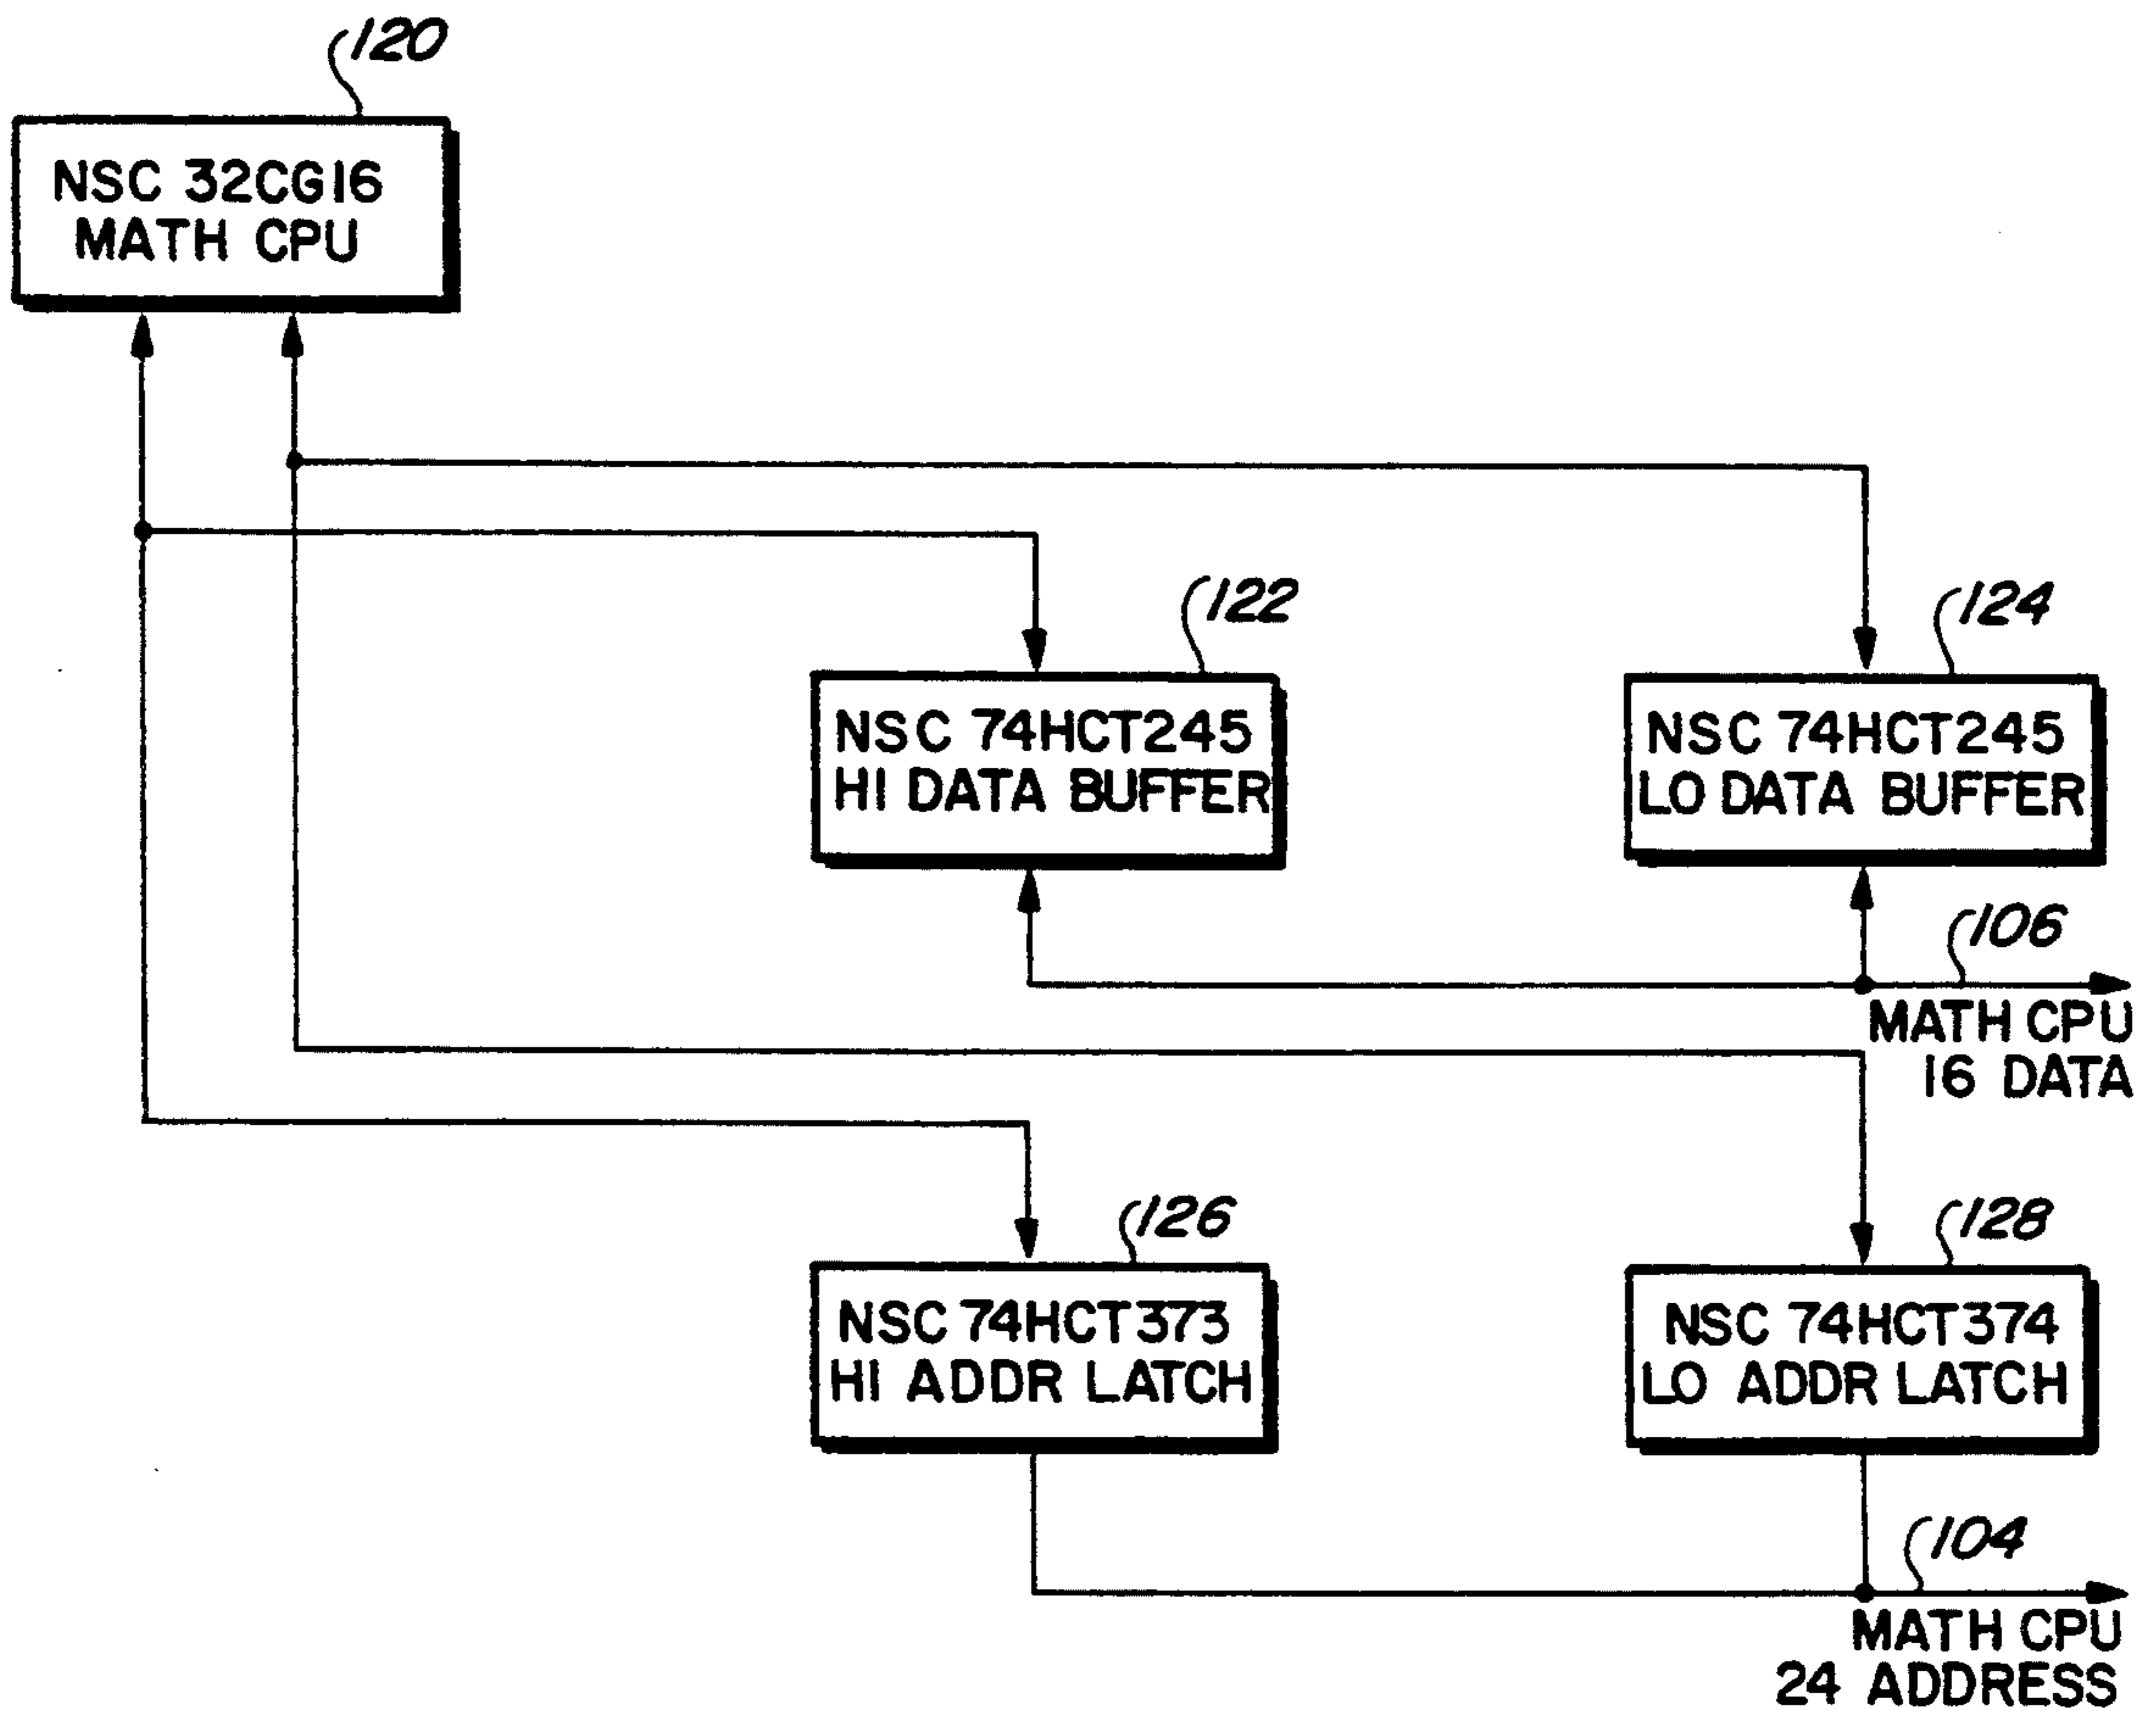 120
NSC 32CG16
MATH CPU
122
124
NSC 74HCT245
HI DATA BUFFER
NSC 74HCT245
LO DATA BUFFER
106
MATH CPU
16 DATA
126
128
NSC 74HCT373
HI ADDR LATCH
NSC 74HCT374
LO ADDR LATCH
104
MATH CPU
24 ADDRESS